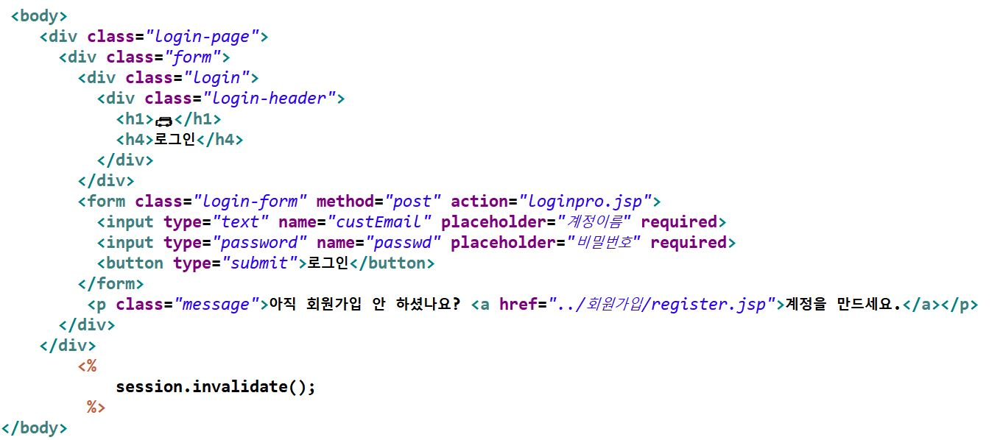 <body>
<div class="login-page">
<div class="form">
<div class="login">
<div class="login-header">
<h1>🚗</h1>
<h4>로그인</h4>
</div>
</div>
<form class="login-form" method="post" action="loginpro.jsp">
<input type="text" name="custEmail" placeholder="계정이름" required>
<input type="password" name="passwd" placeholder="비밀번호" required>
<button type="submit">로그인</button>
</form>
<p class="message">아직 회원가입 안 하셨나요? <a href="../회원가입/register.jsp">계정을 만드세요.</a></p>
</div>
</div>
<%
session.invalidate();
%>
</body>